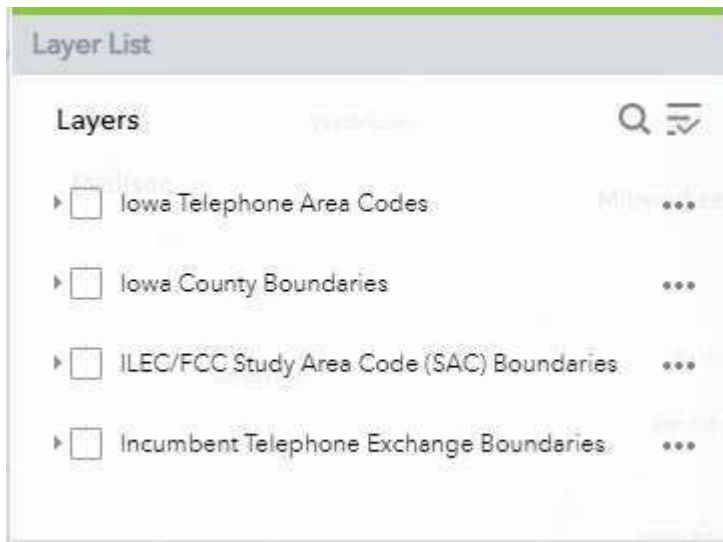 Layer List
Layers
Madison
Iowa Telephone Area Codes
Iowa County Boundaries
ILEC/FCC Study Area Code (SAC) Boundaries
Incumbent Telephone Exchange Boundaries